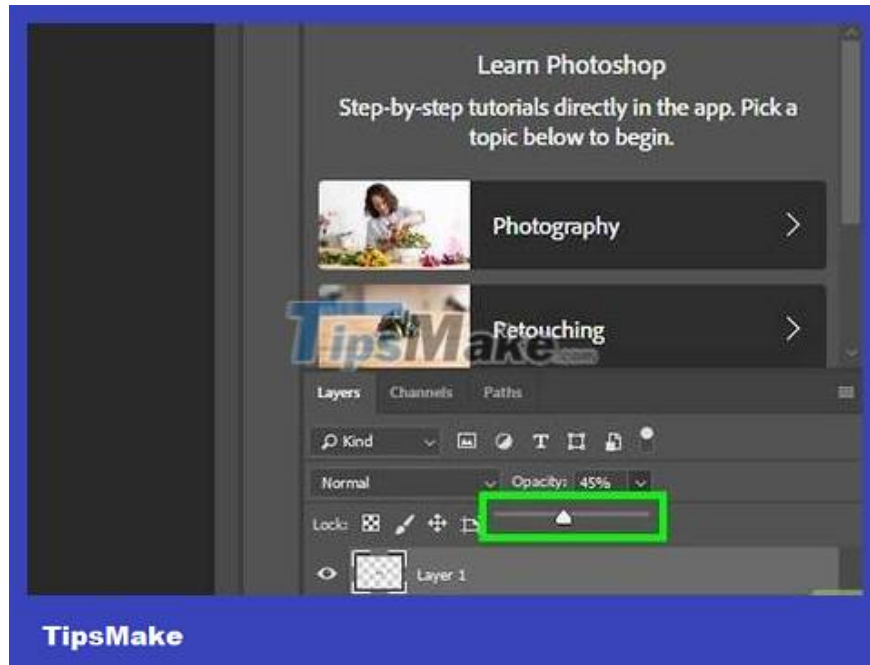 Learn Photoshop
Step-by-step tutorials directly in the app. Pick a
topic below to begin.
Photography
Retouching
TipsMake.com
Layers Channels Paths
Kind
Normal Opacity: 45%
Lock:
Layer 1
TipsMake